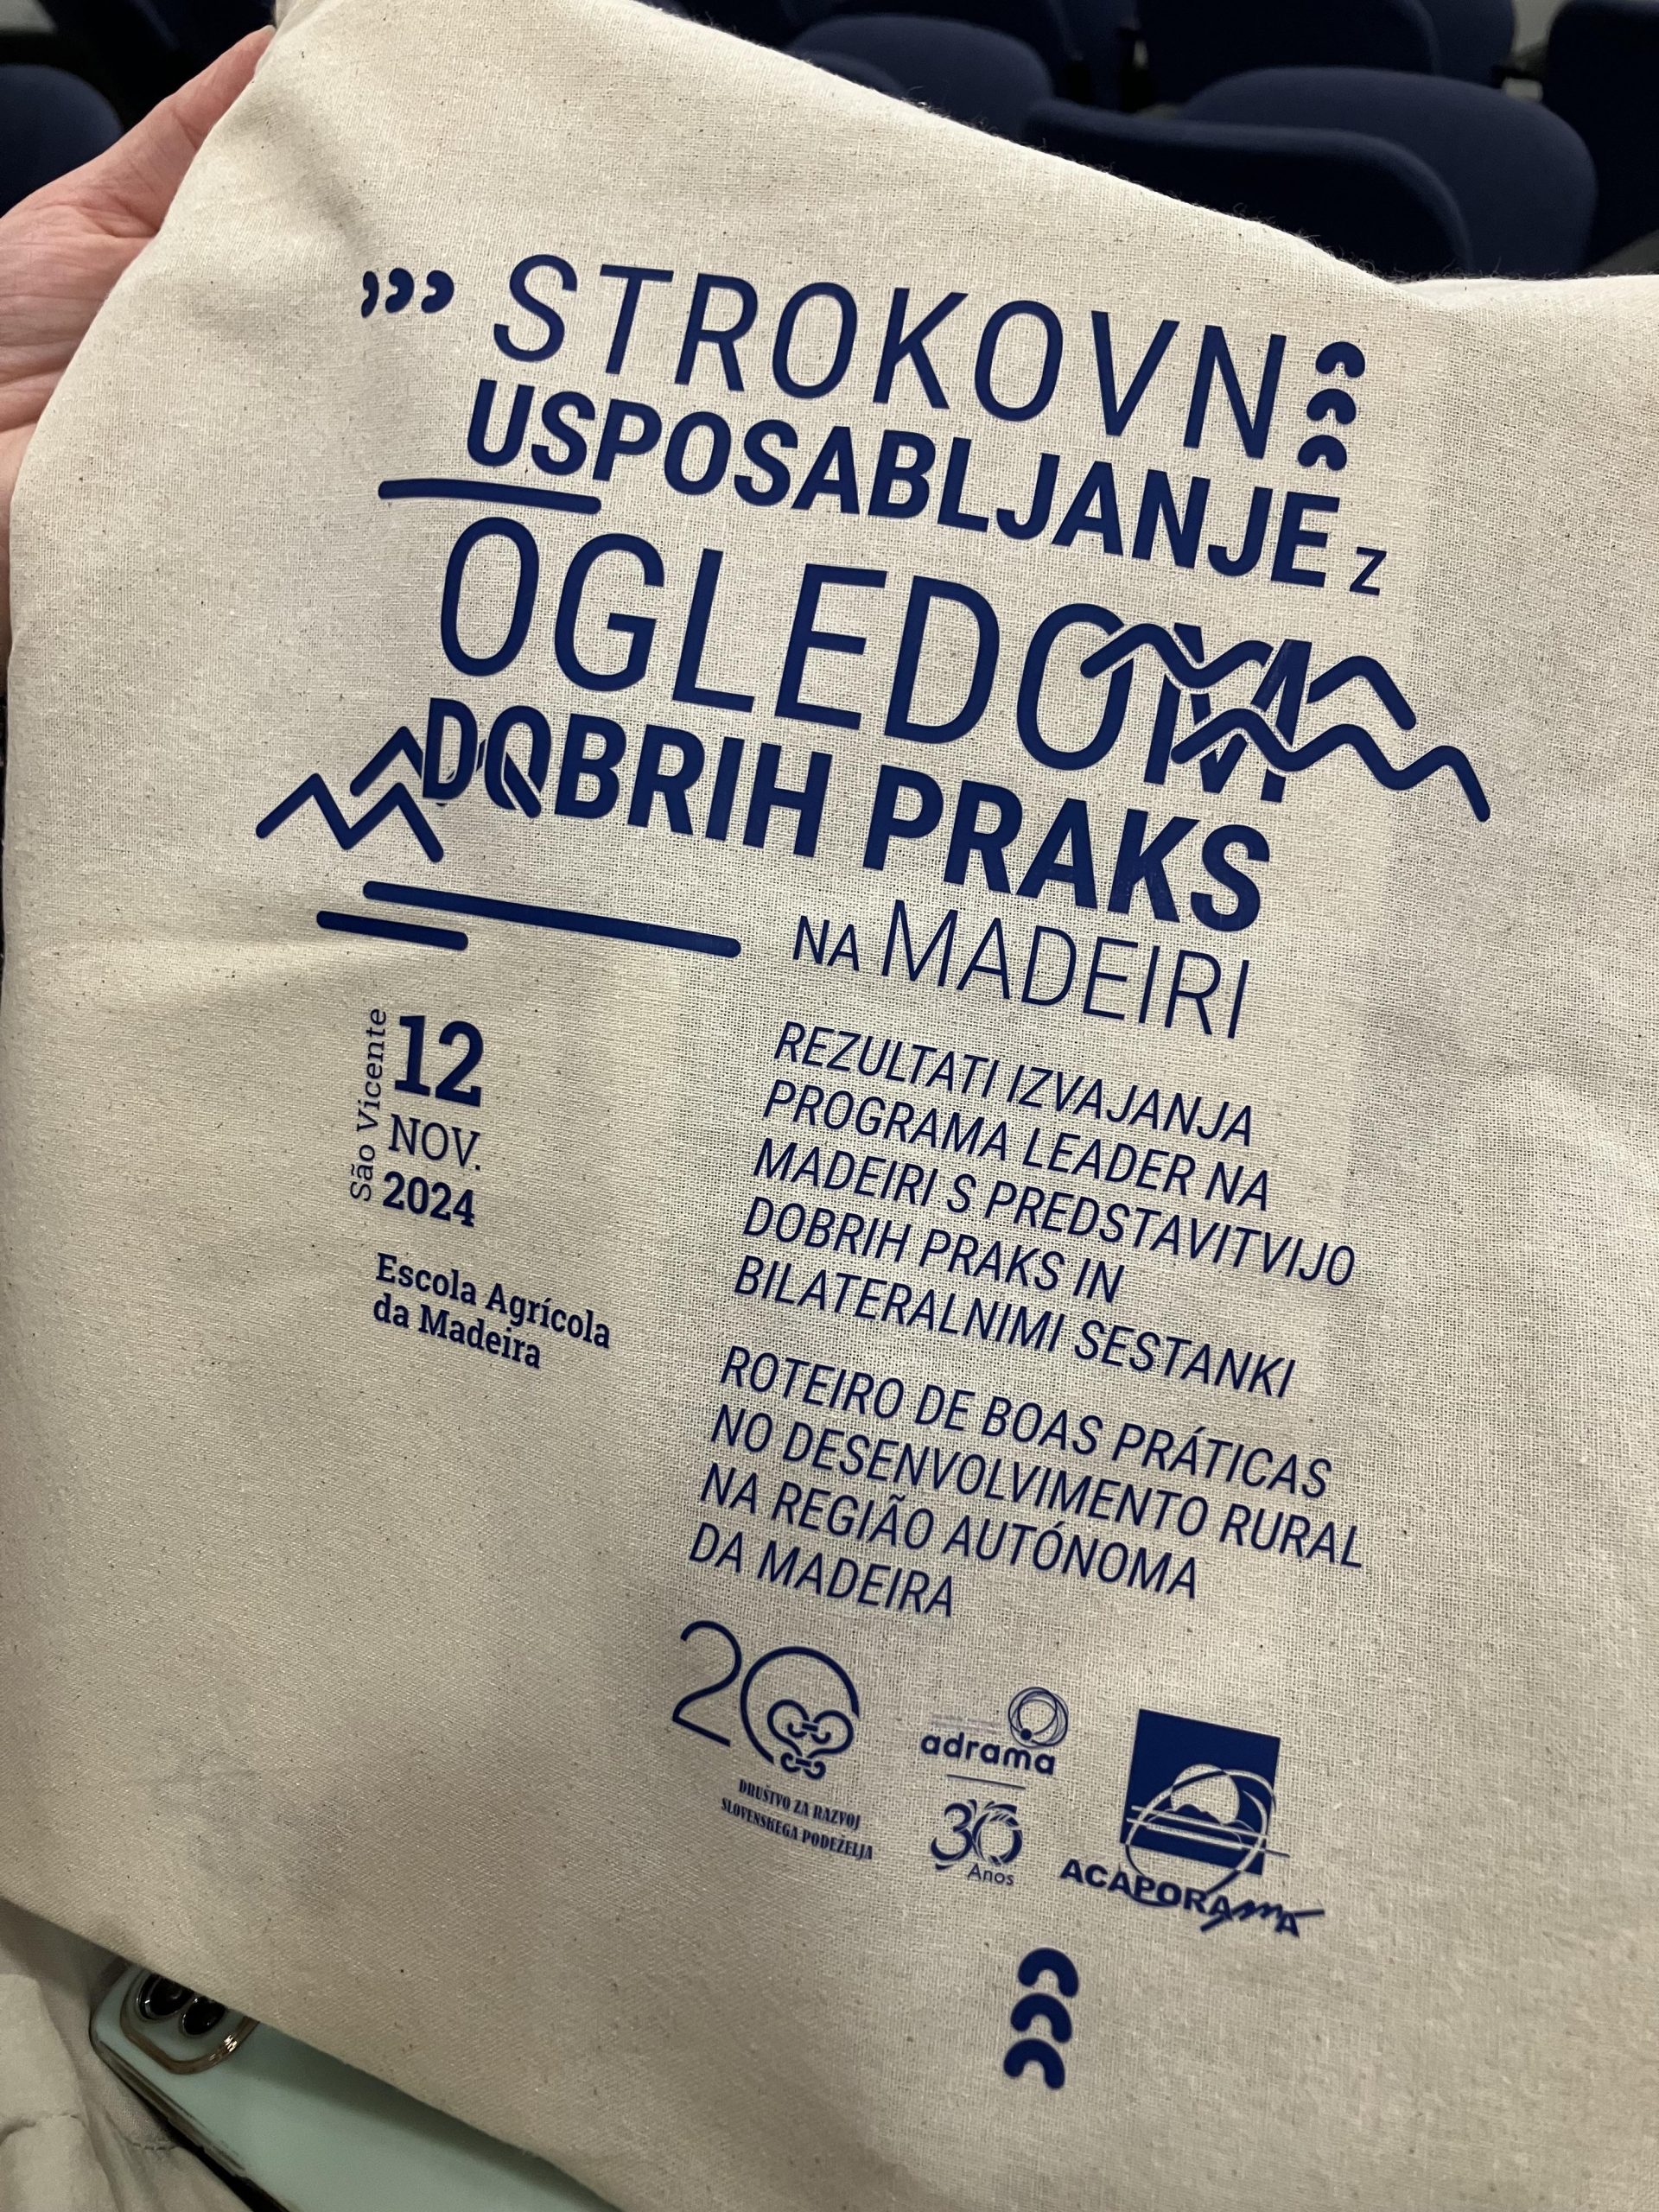 STROKOVN
USPOSABLJANJE Z
OGLEDOM
DOBRIH PRAKS
NA MADEIRI
São Vicente
12
NOV.
2024
Escola Agrícola
da Madeira
REZULTATI IZVAJANJA
PROGRAMA LEADER NA
MADEIRI S PREDSTAVITVIJO
DOBRIH PRAKS IN
BILATERALNIMI SESTANKI
ROTEIRO DE BOAS PRÁTICAS
NO DESENVOLVIMENTO RURAL
NA REGIÃO AUTÓNOMA
DA MADEIRA
20
DRUŠTVO ZA RAZVOJ
SLOVENSKEGA PODEŽELJA
adrama
30
Anos
ACAPORAMA